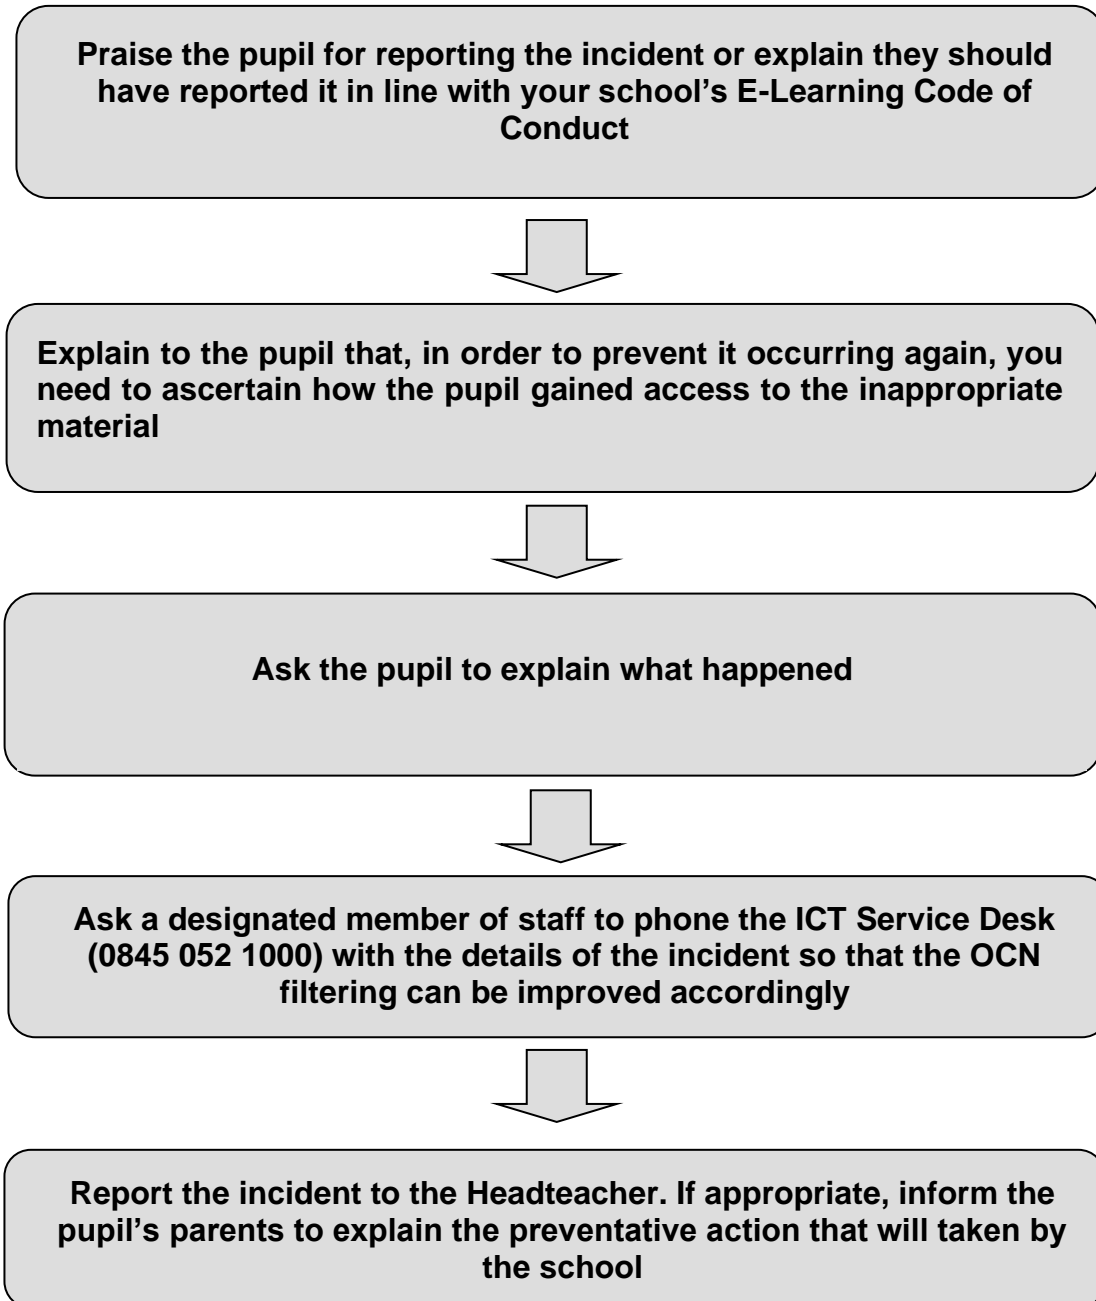 Praise the pupil for reporting the incident or explain they should
have reported it in line with your school's E-Learning Code of
Conduct
Explain to the pupil that, in order to prevent it occurring again, you
need to ascertain how the pupil gained access to the inappropriate
material
Ask the pupil to explain what happened
Ask a designated member of staff to phone the ICT Service Desk
(0845 052 1000) with the details of the incident so that the OCN
filtering can be improved accordingly
Report the incident to the Headteacher. If appropriate, inform the
pupil's parents to explain the preventative action that will taken by
the school